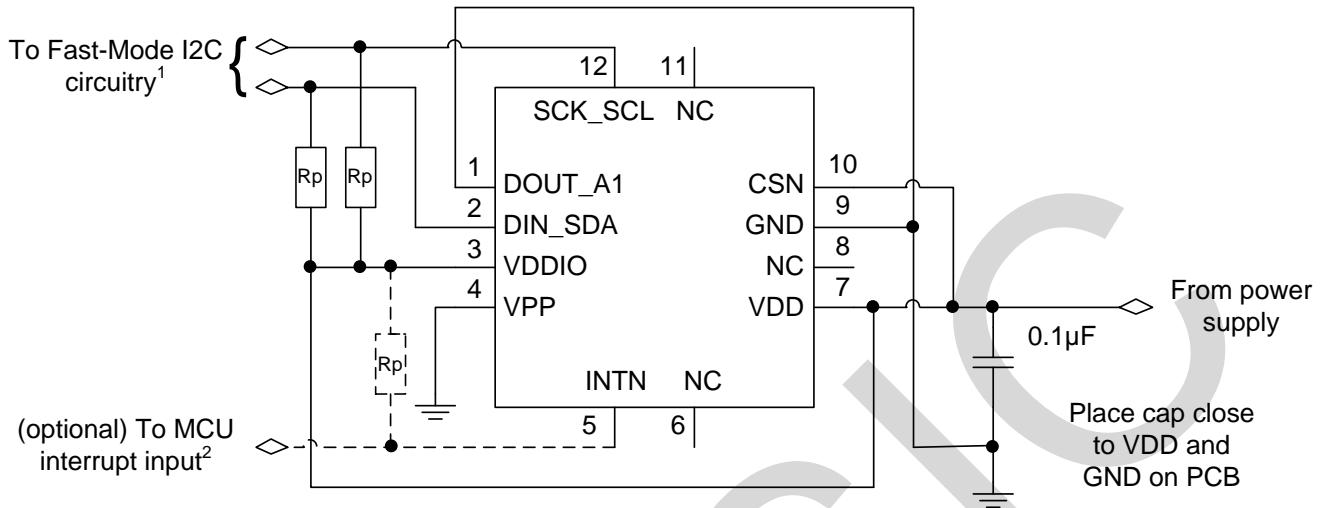 To Fast-Mode I2C
circuitry1
12
11
SCK_SCL
NC
Rp
Rp
1
DOUT_A1
2
DIN_SDA
3
VDDIO
4
VPP
CSN
10
GND
9
NC
8
VDD
7
From power
supply
0.1µF
Rp
INTN
NC
5
6
Place cap close
to VDD and
GND on PCB
(optional) To MCU
interrupt input2